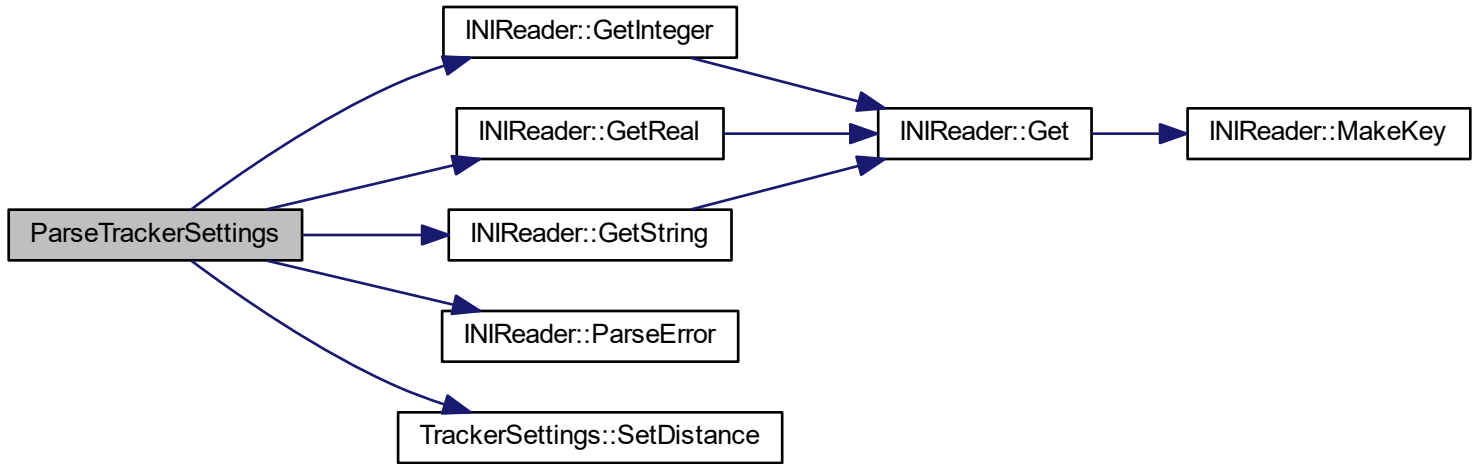 INIReader::GetInteger
INIReader::GetReal
INIReader::Get
INIReader::MakeKey
ParseTrackerSettings
INIReader::GetString
INIReader::ParseError
TrackerSettings::SetDistance